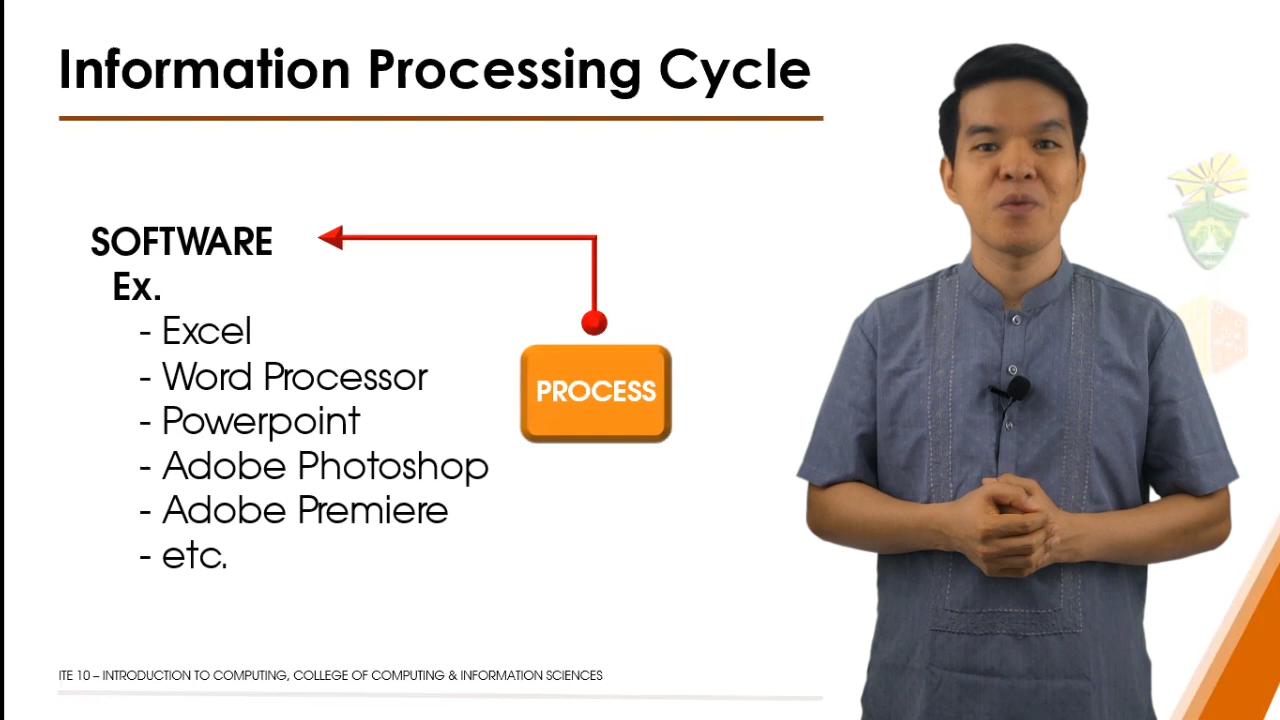 Information Processing Cycle
SOFTWARE
Ex.
- Excel
- Word Processor
- Powerpoint
- Adobe Photoshop
- Adobe Premiere
- etc.
PROCESS
ITE 10 – INTRODUCTION TO COMPUTING, COLLEGE OF COMPUTING & INFORMATION SCIENCES